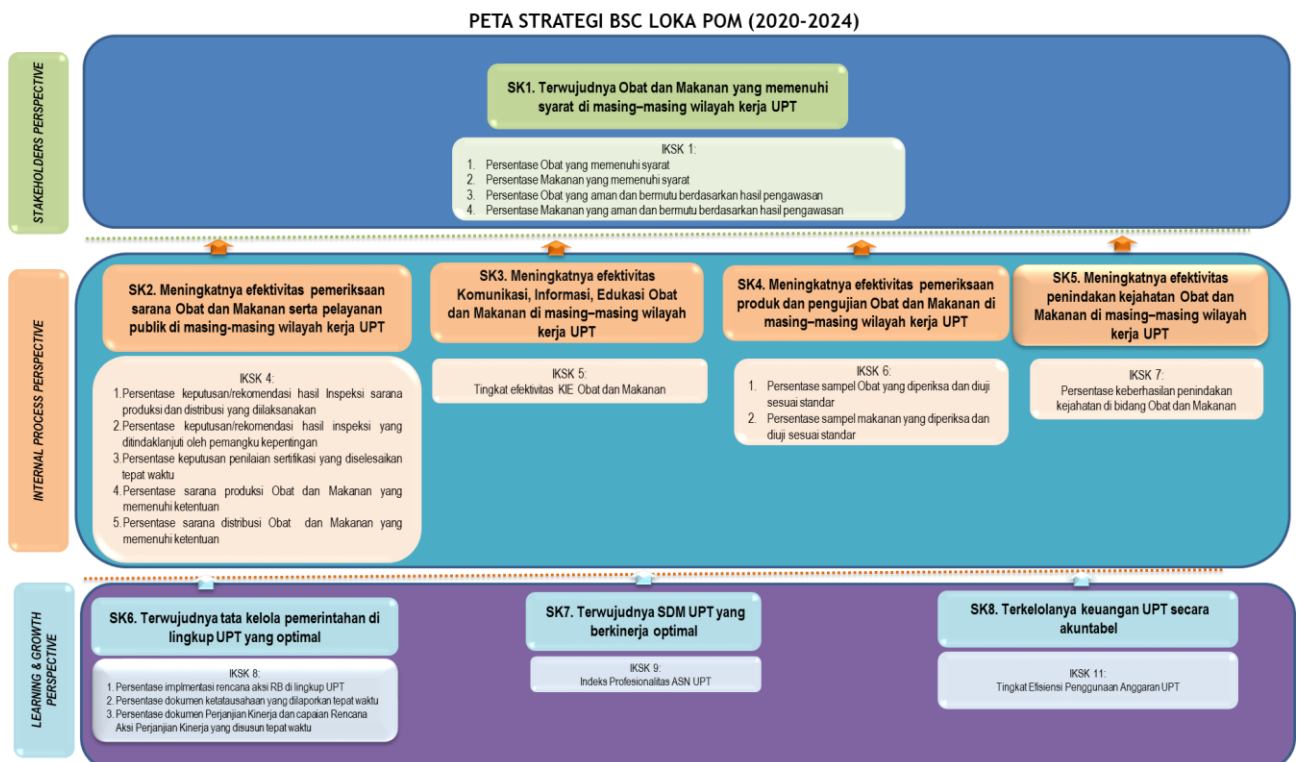 PETA STRATEGI BSC LOKA POM (2020-2024)
STAKEHOLDERS PERSPECTIVE
SK1. Terwujudnya Obat dan Makanan yang memenuhi
syarat di masing–masing wilayah kerja UPT
IKSK 1:
1. Persentase Obat yang memenuhi syarat
2. Persentase Makanan yang memenuhi syarat
3. Persentase Obat yang aman dan bermutu berdasarkan hasil pengawasan
4. Persentase Makanan yang aman dan bermutu berdasarkan hasil pengawasan
INTERNAL PROCESS PERSPECTIVE
SK2. Meningkatnya efektivitas pemeriksaan
sarana Obat dan Makanan serta pelayanan
publik di masing-masing wilayah kerja UPT
IKSK 4:
1.Persentase keputusan/rekomendasi hasil Inspeksi sarana
produksi dan distribusi yang dilaksanakan
2.Persentase keputusan/rekomendasi hasil inspeksi yang
ditindaklanjuti oleh pemangku kepentingan
3.Persentase keputusan penilaian sertifikasi yang diselesaikan
tepat waktu
4.Persentase sarana produksi Obat dan Makanan yang
memenuhi ketentuan
5.Persentase sarana distribusi Obat dan Makanan yang
memenuhi ketentuan
SK3. Meningkatnya efektivitas
Komunikasi, Informasi, Edukasi Obat
dan Makanan di masing–masing wilayah
kerja UPT
IKSK 5:
Tingkat efektivitas KIE Obat dan Makanan
SK4. Meningkatnya efektivitas pemeriksaan
produk dan pengujian Obat dan Makanan di
masing–masing wilayah kerja UPT
IKSK 6:
1. Persentase sampel Obat yang diperiksa dan diuji
sesuai standar
2. Persentase sampel makanan yang diperiksa dan
diuji sesuai standar
SK5. Meningkatnya efektivitas
penindakan kejahatan Obat dan
Makanan di masing–masing wilayah
kerja UPT
IKSK 7:
Persentase keberhasilan penindakan
kejahatan di bidang Obat dan Makanan
LEARNING & GROWTH
PERSPECTIVE
SK6. Terwujudnya tata kelola pemerintahan di
lingkup UPT yang optimal
IKSK 8:
1. Persentase implmentasi rencana aksi RB di lingkup UPT
2. Persentase dokumen ketatausahaan yang dilaporkan tepat waktu
3. Persentase dokumen Perjanjian Kinerja dan capaian Rencana
Aksi Perjanjian Kinerja yang disusun tepat waktu
SK7. Terwujudnya SDM UPT yang
berkinerja optimal
IKSK 9:
Indeks Profesionalitas ASN UPT
SK8. Terkelolanya keuangan UPT secara
akuntabel
IKSK 11:
Tingkat Efisiensi Penggunaan Anggaran UPT